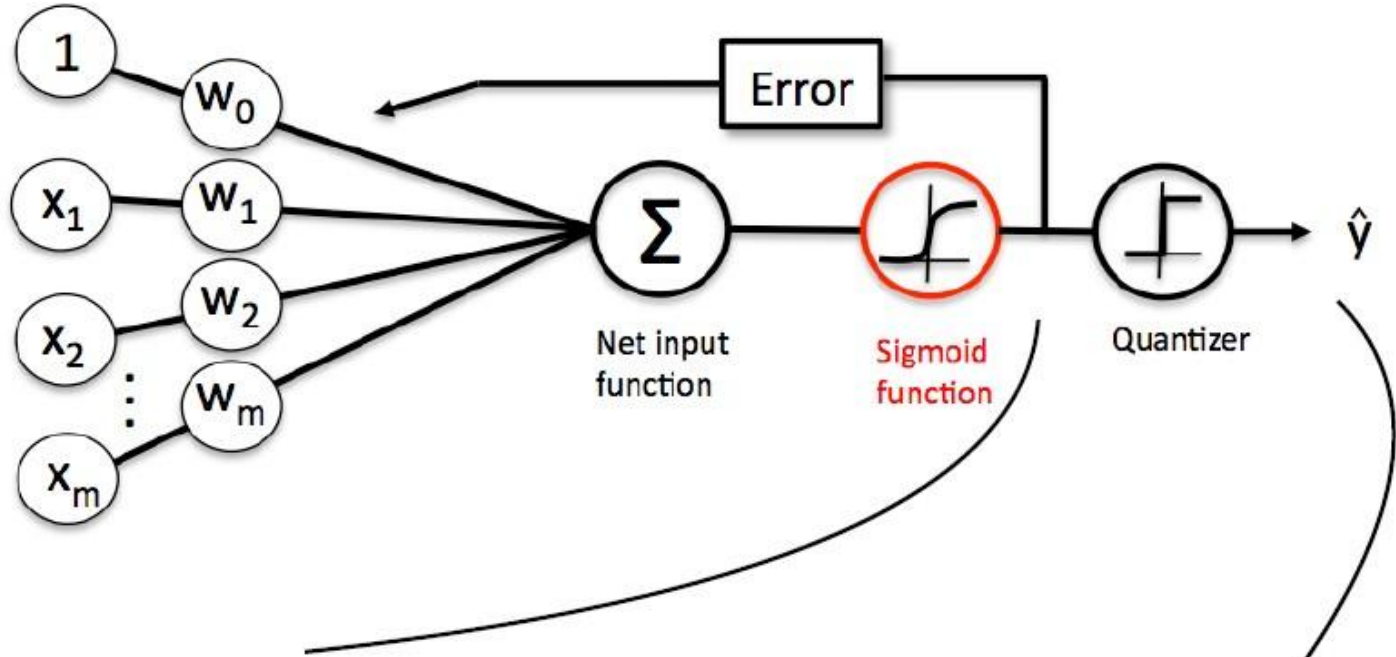 1
w₀
Error
x₁
w₁
Σ
ŷ
x₂
w₂
Net input
function
Sigmoid
function
Quantizer
⋮
wₘ
xₘ